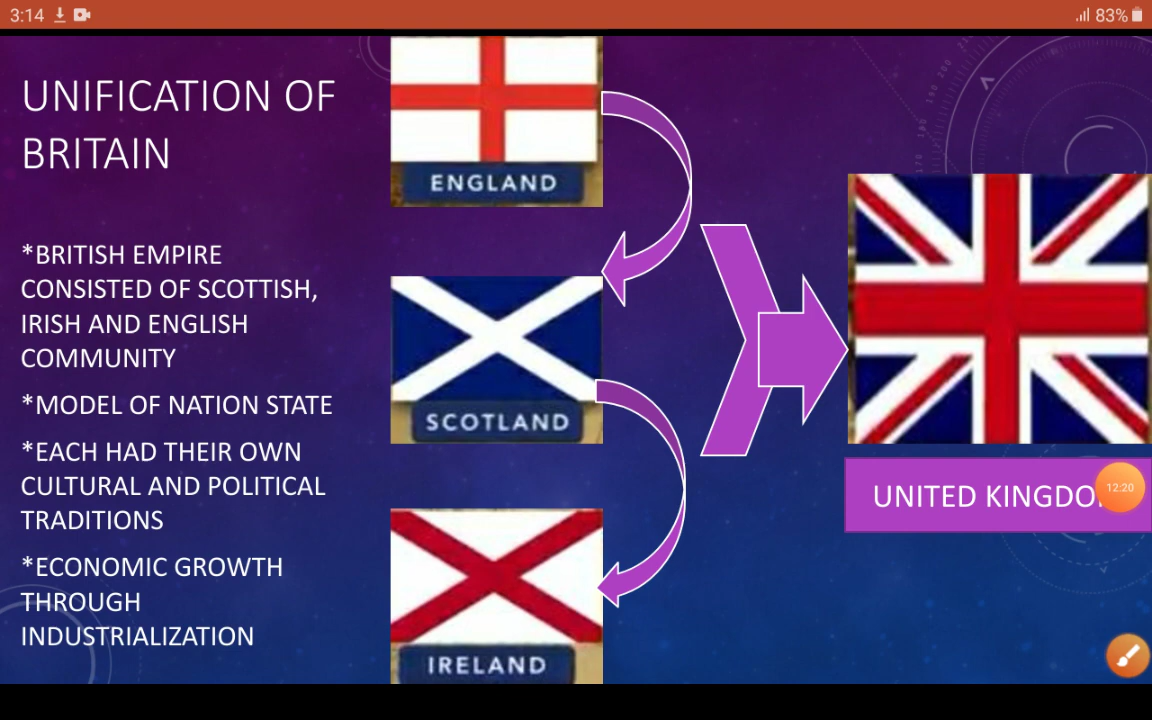 3:14
83%
UNIFICATION OF
BRITAIN
*BRITISH EMPIRE
CONSISTED OF SCOTTISH,
IRISH AND ENGLISH
COMMUNITY
*MODEL OF NATION STATE
*EACH HAD THEIR OWN
CULTURAL AND POLITICAL
TRADITIONS
*ECONOMIC GROWTH
THROUGH
INDUSTRIALIZATION
ENGLAND
SCOTLAND
IRELAND
UNITED KINGDO
12:20